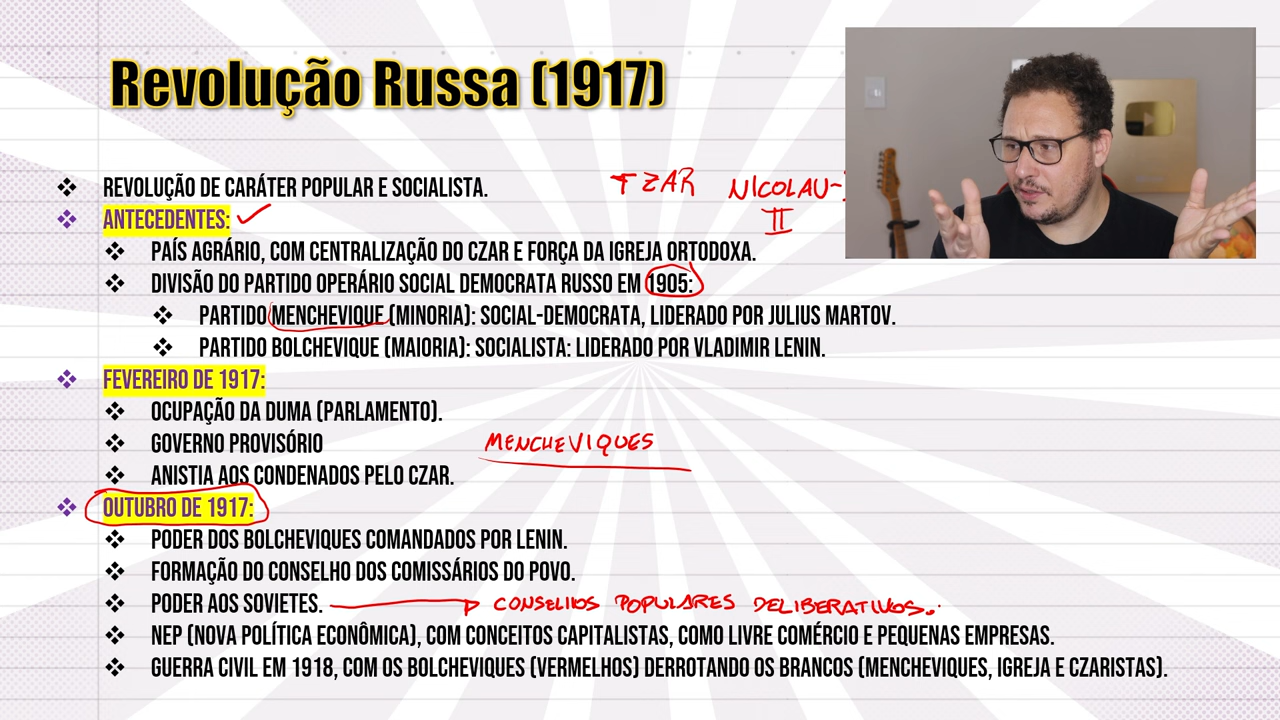 Revolução Russa (1917)
REVOLUÇÃO DE CARÁTER POPULAR E SOCIALISTA.
TZAR NICOLAU-
II
ANTECEDENTES:
PAÍS AGRÁRIO, COM CENTRALIZAÇÃO DO CZAR E FORÇA DA IGREJA ORTODOXA.
DIVISÃO DO PARTIDO OPERÁRIO SOCIAL DEMOCRATA RUSSO EM 1905:
PARTIDO MENCHEVIQUE (MINORIA): SOCIAL-DEMOCRATA, LIDERADO POR JULIUS MARTOV.
PARTIDO BOLCHEVIQUE (MAIORIA): SOCIALISTA: LIDERADO POR VLADIMIR LENIN.
FEVEREIRO DE 1917:
OCUPAÇÃO DA DUMA (PARLAMENTO).
GOVERNO PROVISÓRIO MENCHEVIQUES
ANISTIA AOS CONDENADOS PELO CZAR.
OUTUBRO DE 1917:
PODER DOS BOLCHEVIQUES COMANDADOS POR LENIN.
FORMAÇÃO DO CONSELHO DOS COMISSÁRIOS DO POVO.
PODER AOS SOVIETES. CONSELHOS POPULARES DELIBERATIVOS.
NEP (NOVA POLÍTICA ECONÔMICA), COM CONCEITOS CAPITALISTAS, COMO LIVRE COMÉRCIO E PEQUENAS EMPRESAS.
GUERRA CIVIL EM 1918, COM OS BOLCHEVIQUES (VERMELHOS) DERROTANDO OS BRANCOS (MENCHEVIQUES, IGREJA E CZARISTAS).